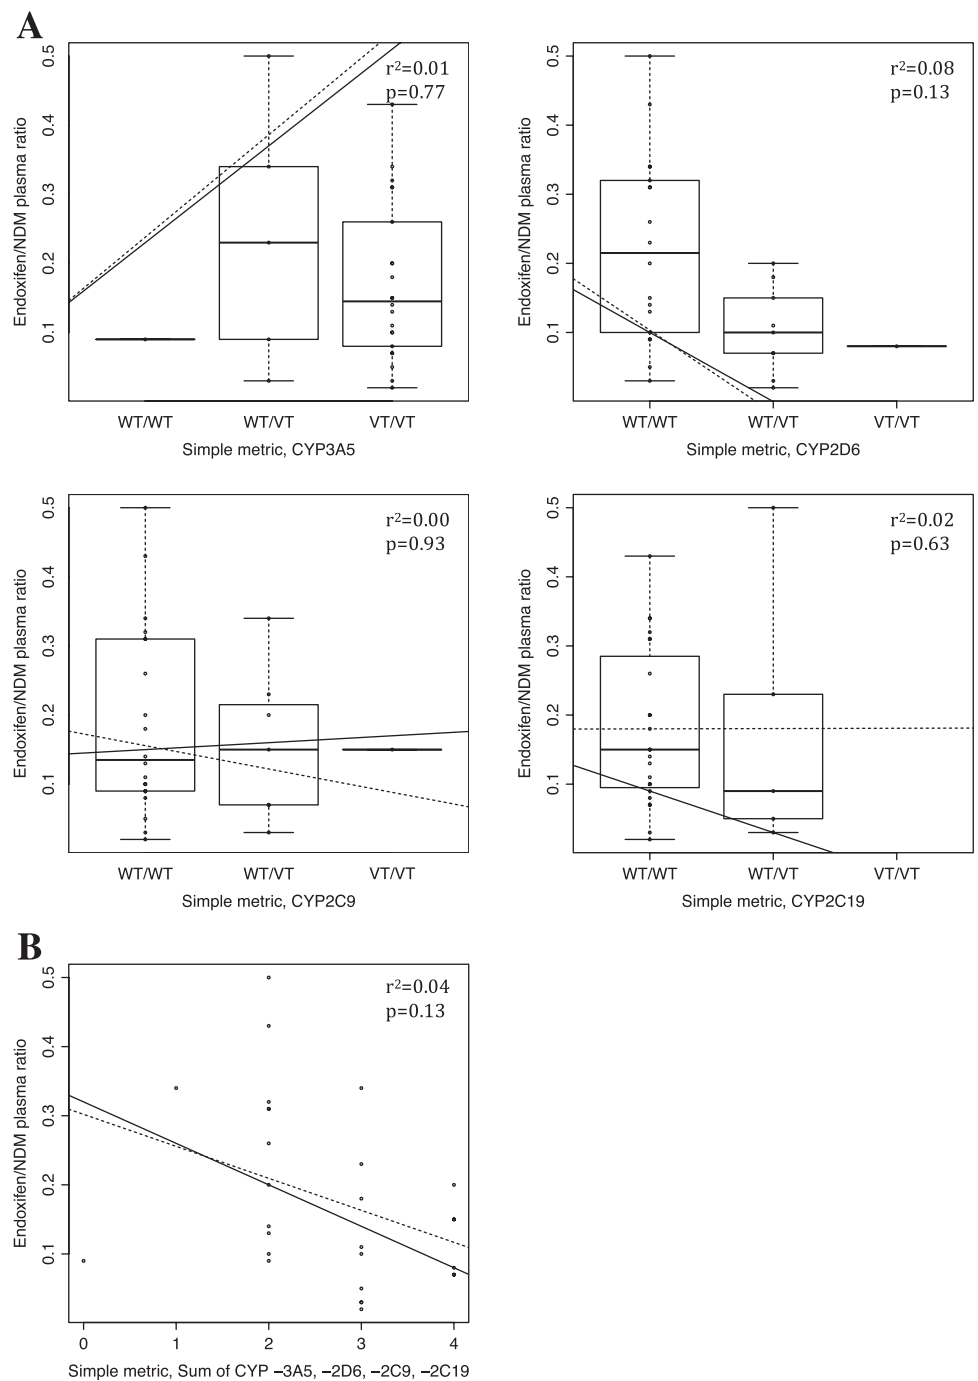 A
r²=0.01
p=0.77
0.5
0.4
0.3
0.2
0.1
Endoxifen/NDM plasma ratio
WT/WT WT/VT VT/VT
Simple metric, CYP3A5
r²=0.08
p=0.13
0.5
0.4
0.3
0.2
0.1
Endoxifen/NDM plasma ratio
WT/WT WT/VT VT/VT
Simple metric, CYP2D6
r²=0.00
p=0.93
0.5
0.4
0.3
0.2
0.1
Endoxifen/NDM plasma ratio
WT/WT WT/VT VT/VT
Simple metric, CYP2C9
r²=0.02
p=0.63
0.5
0.4
0.3
0.2
0.1
Endoxifen/NDM plasma ratio
WT/WT WT/VT VT/VT
Simple metric, CYP2C19
B
r²=0.04
p=0.13
0.5
0.4
0.3
0.2
0.1
Endoxifen/NDM plasma ratio
0 1 2 3 4
Simple metric, Sum of CYP −3A5, −2D6, −2C9, −2C19